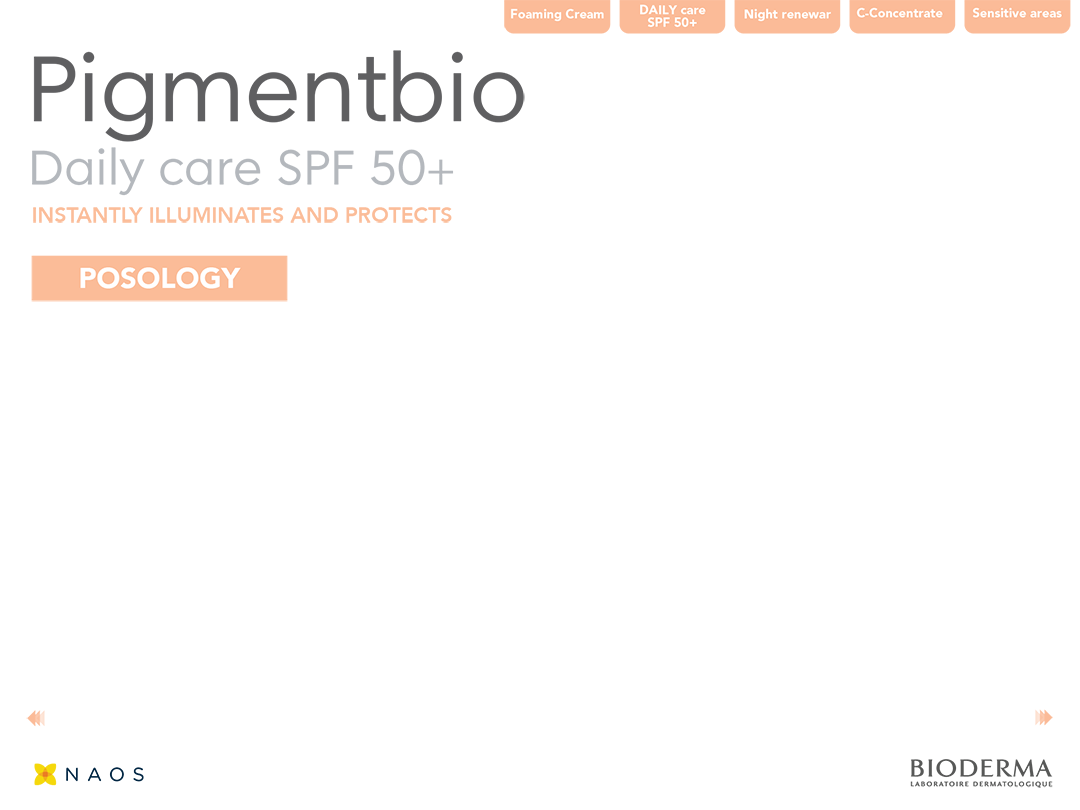 Foaming Cream
DAILY care
SPF 50+
Night renewar
C-Concentrate
Sensitive areas
Pigmentbio
Daily care SPF 50+
INSTANTLY ILLUMINATES AND PROTECTS
POSOLOGY
NAOS
BIODERMA
LABORATOIRE DERMATOLOGIQUE